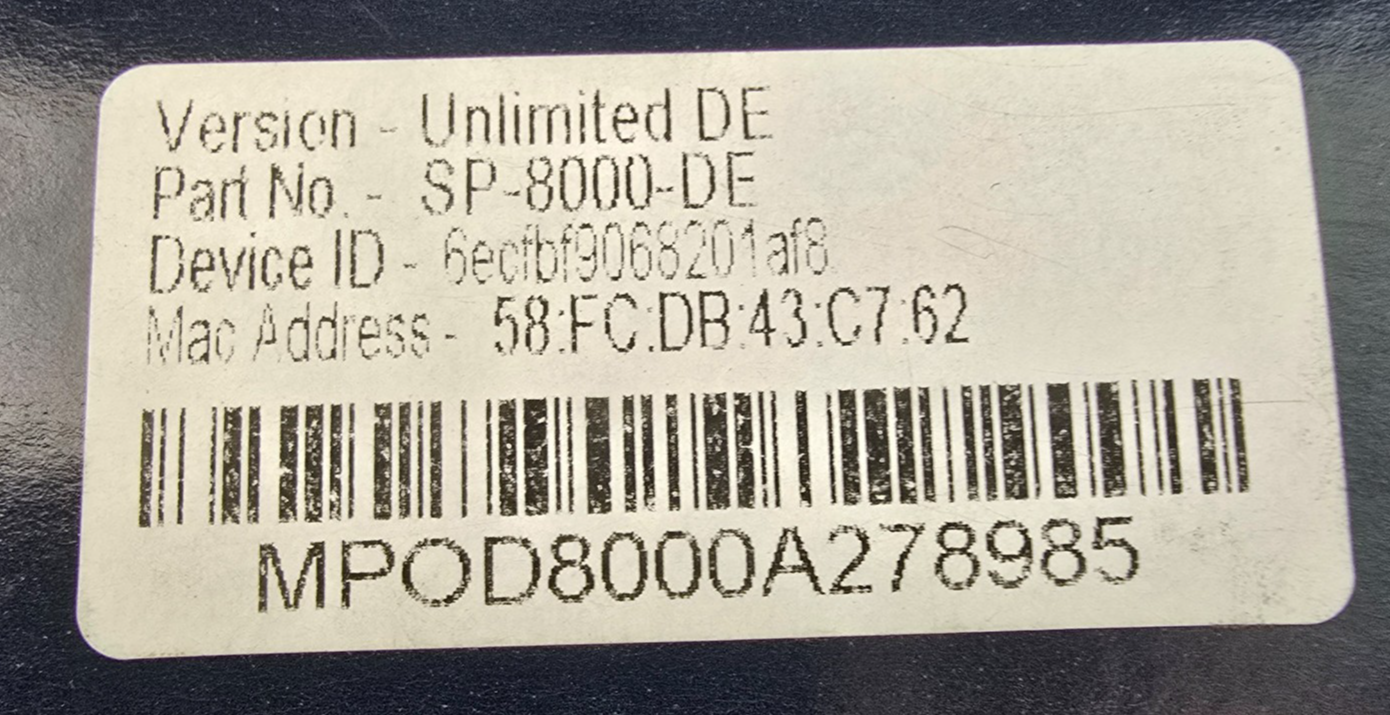 Version - Unlimited DE
Part No. - SP-8000-DE
Device ID - 6ecfbf9068201af8
Mac Address - 58:FC:DB:43:C7:62
MPOD8000A278985